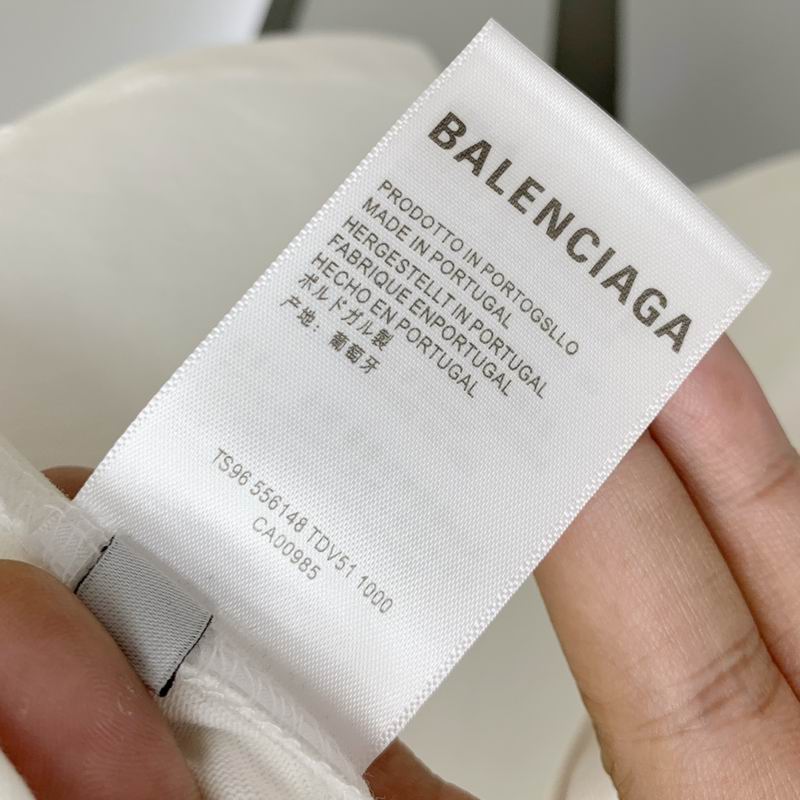 BALENCIAGA
PRODOTTO IN PORTOGSLLO
MADE IN PORTUGAL
HERGESTELLT IN PORTUGAL
FABRIQUE ENPORTUGAL
HECHO EN PORTUGAL
ポルドガル製
产地：葡萄牙
TS96 556148 TDV51 1000
CA00985